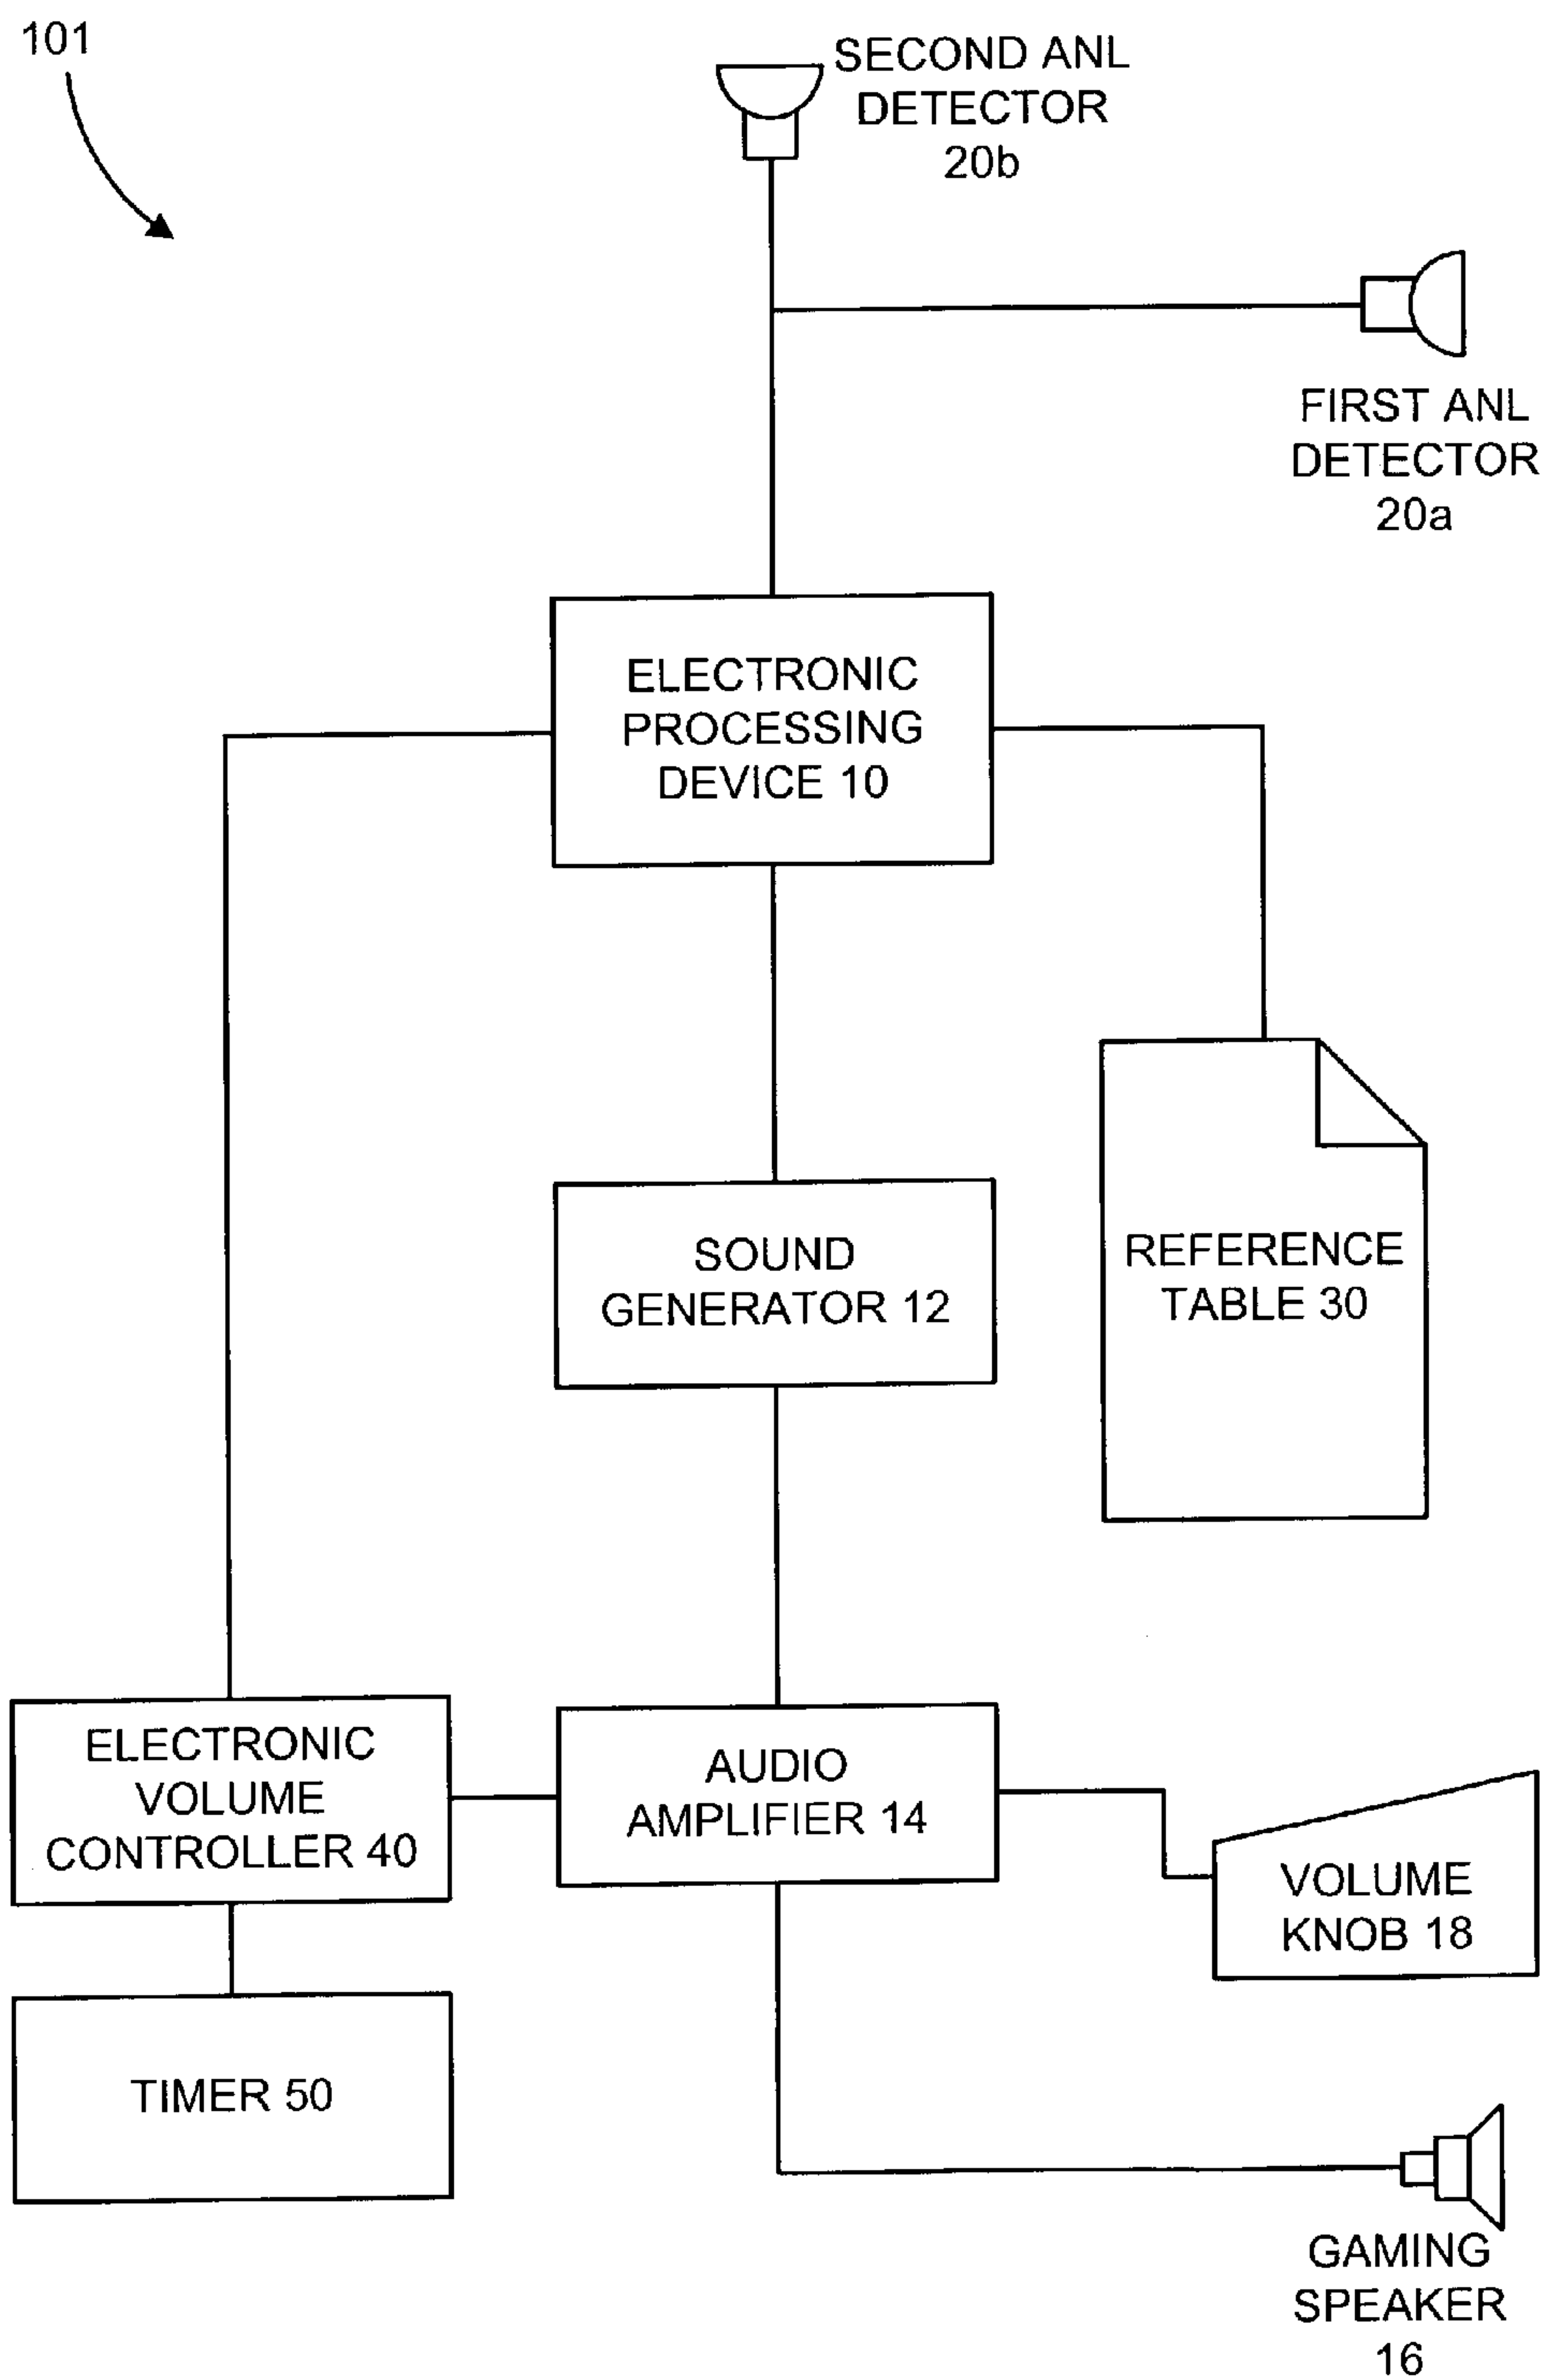 101
SECOND ANL
DETECTOR
20b
FIRST ANL
DETECTOR
20a
ELECTRONIC
PROCESSING
DEVICE 10
SOUND
GENERATOR 12
REFERENCE
TABLE 30
ELECTRONIC
VOLUME
CONTROLLER 40
AUDIO
AMPLIFIER 14
VOLUME
KNOB 18
TIMER 50
GAMING
SPEAKER
16